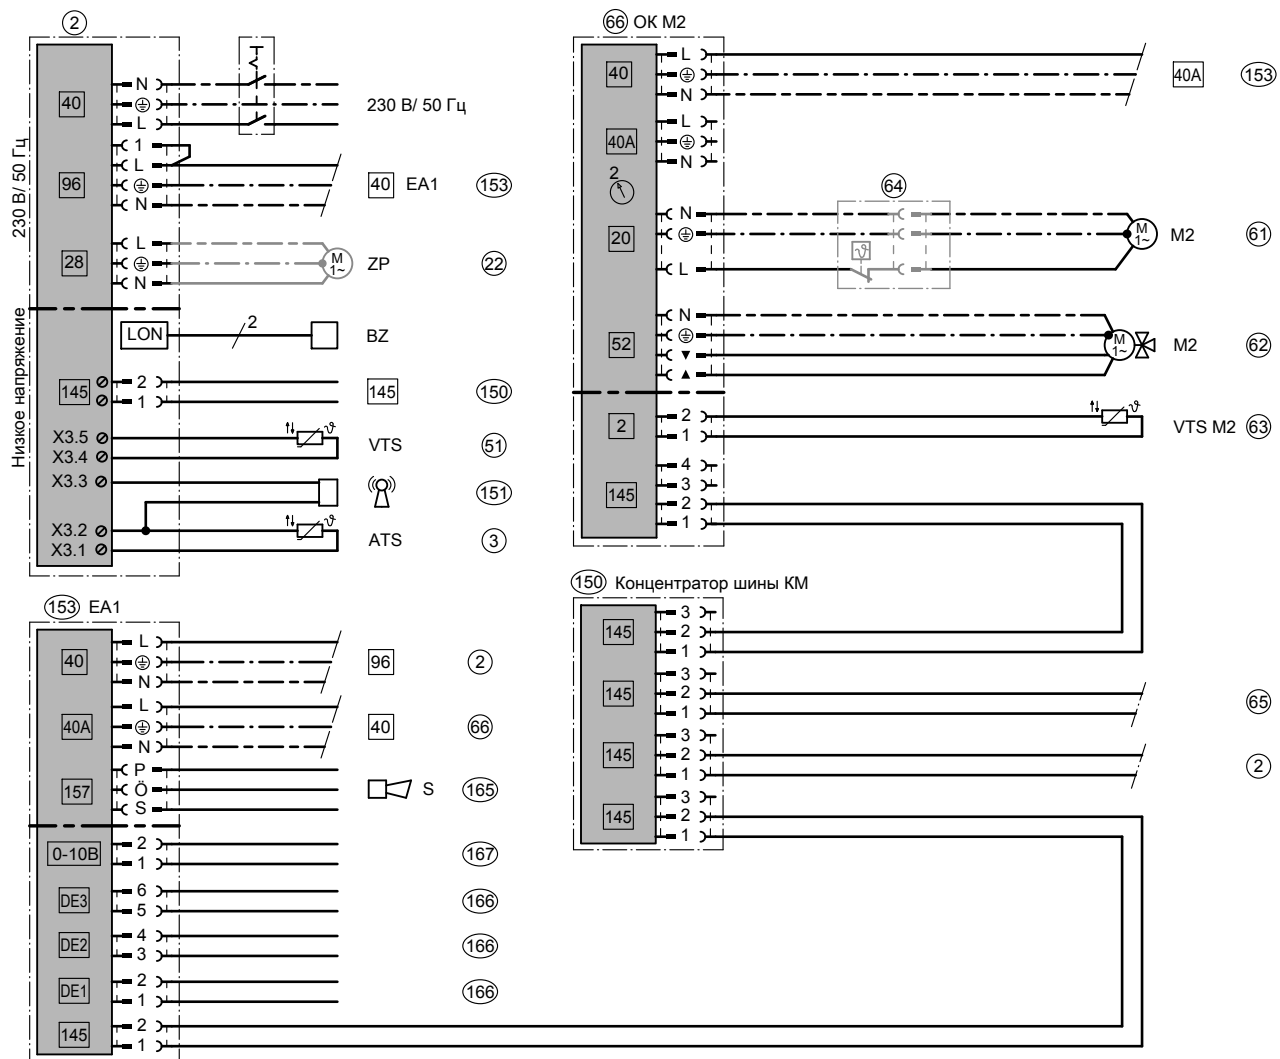 2
230 В/ 50 Гц
40
N
L
230 В/ 50 Гц
96
1
L
N
40 EA1 153
28
L
N
M
1~
ZP 22
Низкое напряжение
LON 2 BZ
145
2
1
145 150
X3.5
X3.4
ϑ
VTS 51
X3.3
151
X3.2
X3.1
ϑ
ATS 3
153 EA1
40
L
N
96 2
40A
L
N
40 66
157
P
Ö
S
S 165
0-10В
2
1
167
DE3
6
5
166
DE2
4
3
166
DE1
2
1
166
145
2
1
66 ОК М2
40
L
N
40A 153
40A
L
N
2
20
N
L
64
ϑ
M
1~
M2 61
52
N
M
1~
M2 62
2
2
1
ϑ
VTS M2 63
145
4
3
2
1
150 Концентратор шины КМ
145
3
2
1
145
3
2
1
65
145
3
2
1
2
145
3
2
1